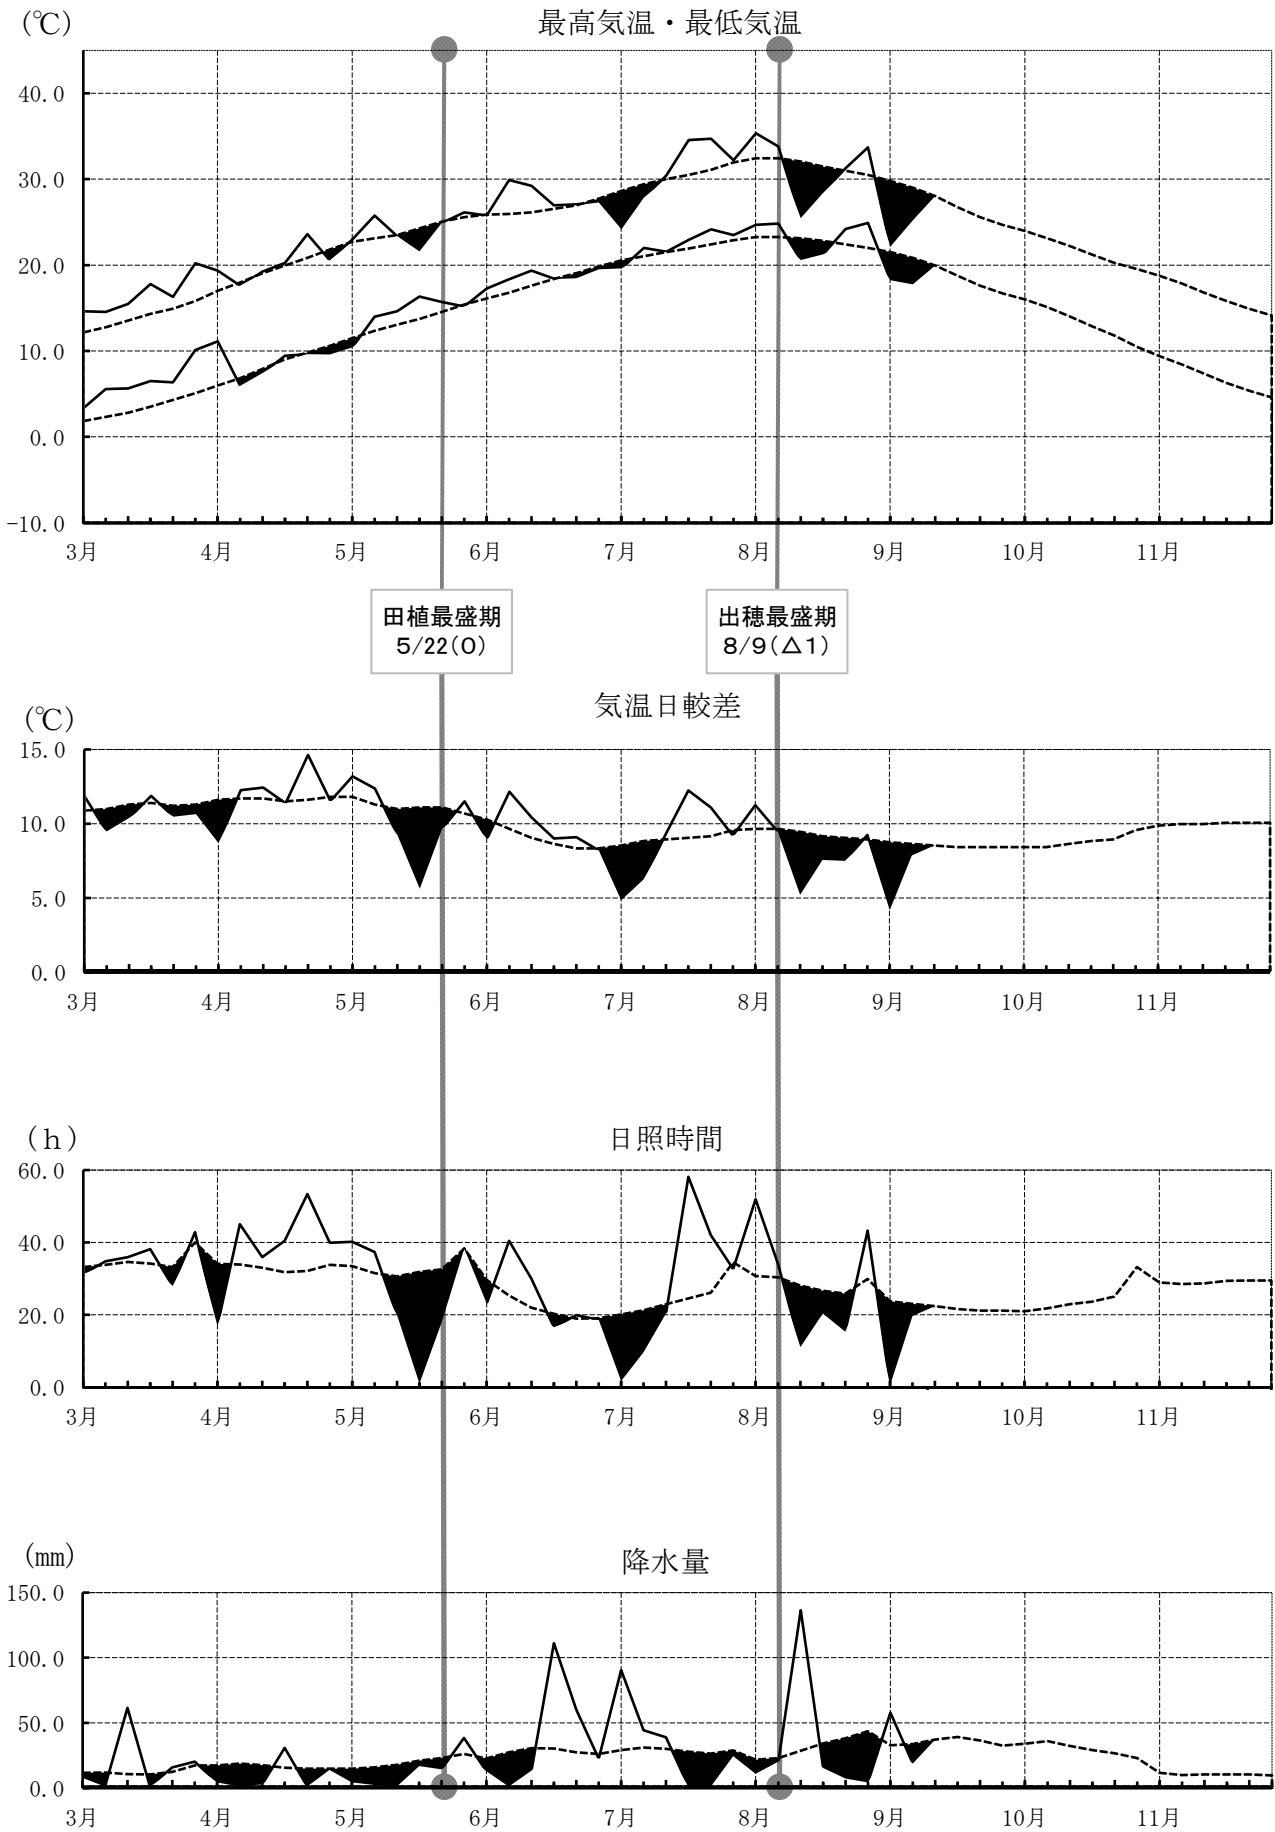 (℃)
最高気温・最低気温
40.0
30.0
20.0
10.0
0.0
-10.0
3月 4月 5月 6月 7月 8月 9月 10月 11月
田植最盛期
5/22(0)
出穂最盛期
8/9(△1)
(℃)
気温日較差
15.0
10.0
5.0
0.0
3月 4月 5月 6月 7月 8月 9月 10月 11月
(ｈ)
日照時間
60.0
40.0
20.0
0.0
3月 4月 5月 6月 7月 8月 9月 10月 11月
(mm)
降水量
150.0
100.0
50.0
0.0
3月 4月 5月 6月 7月 8月 9月 10月 11月